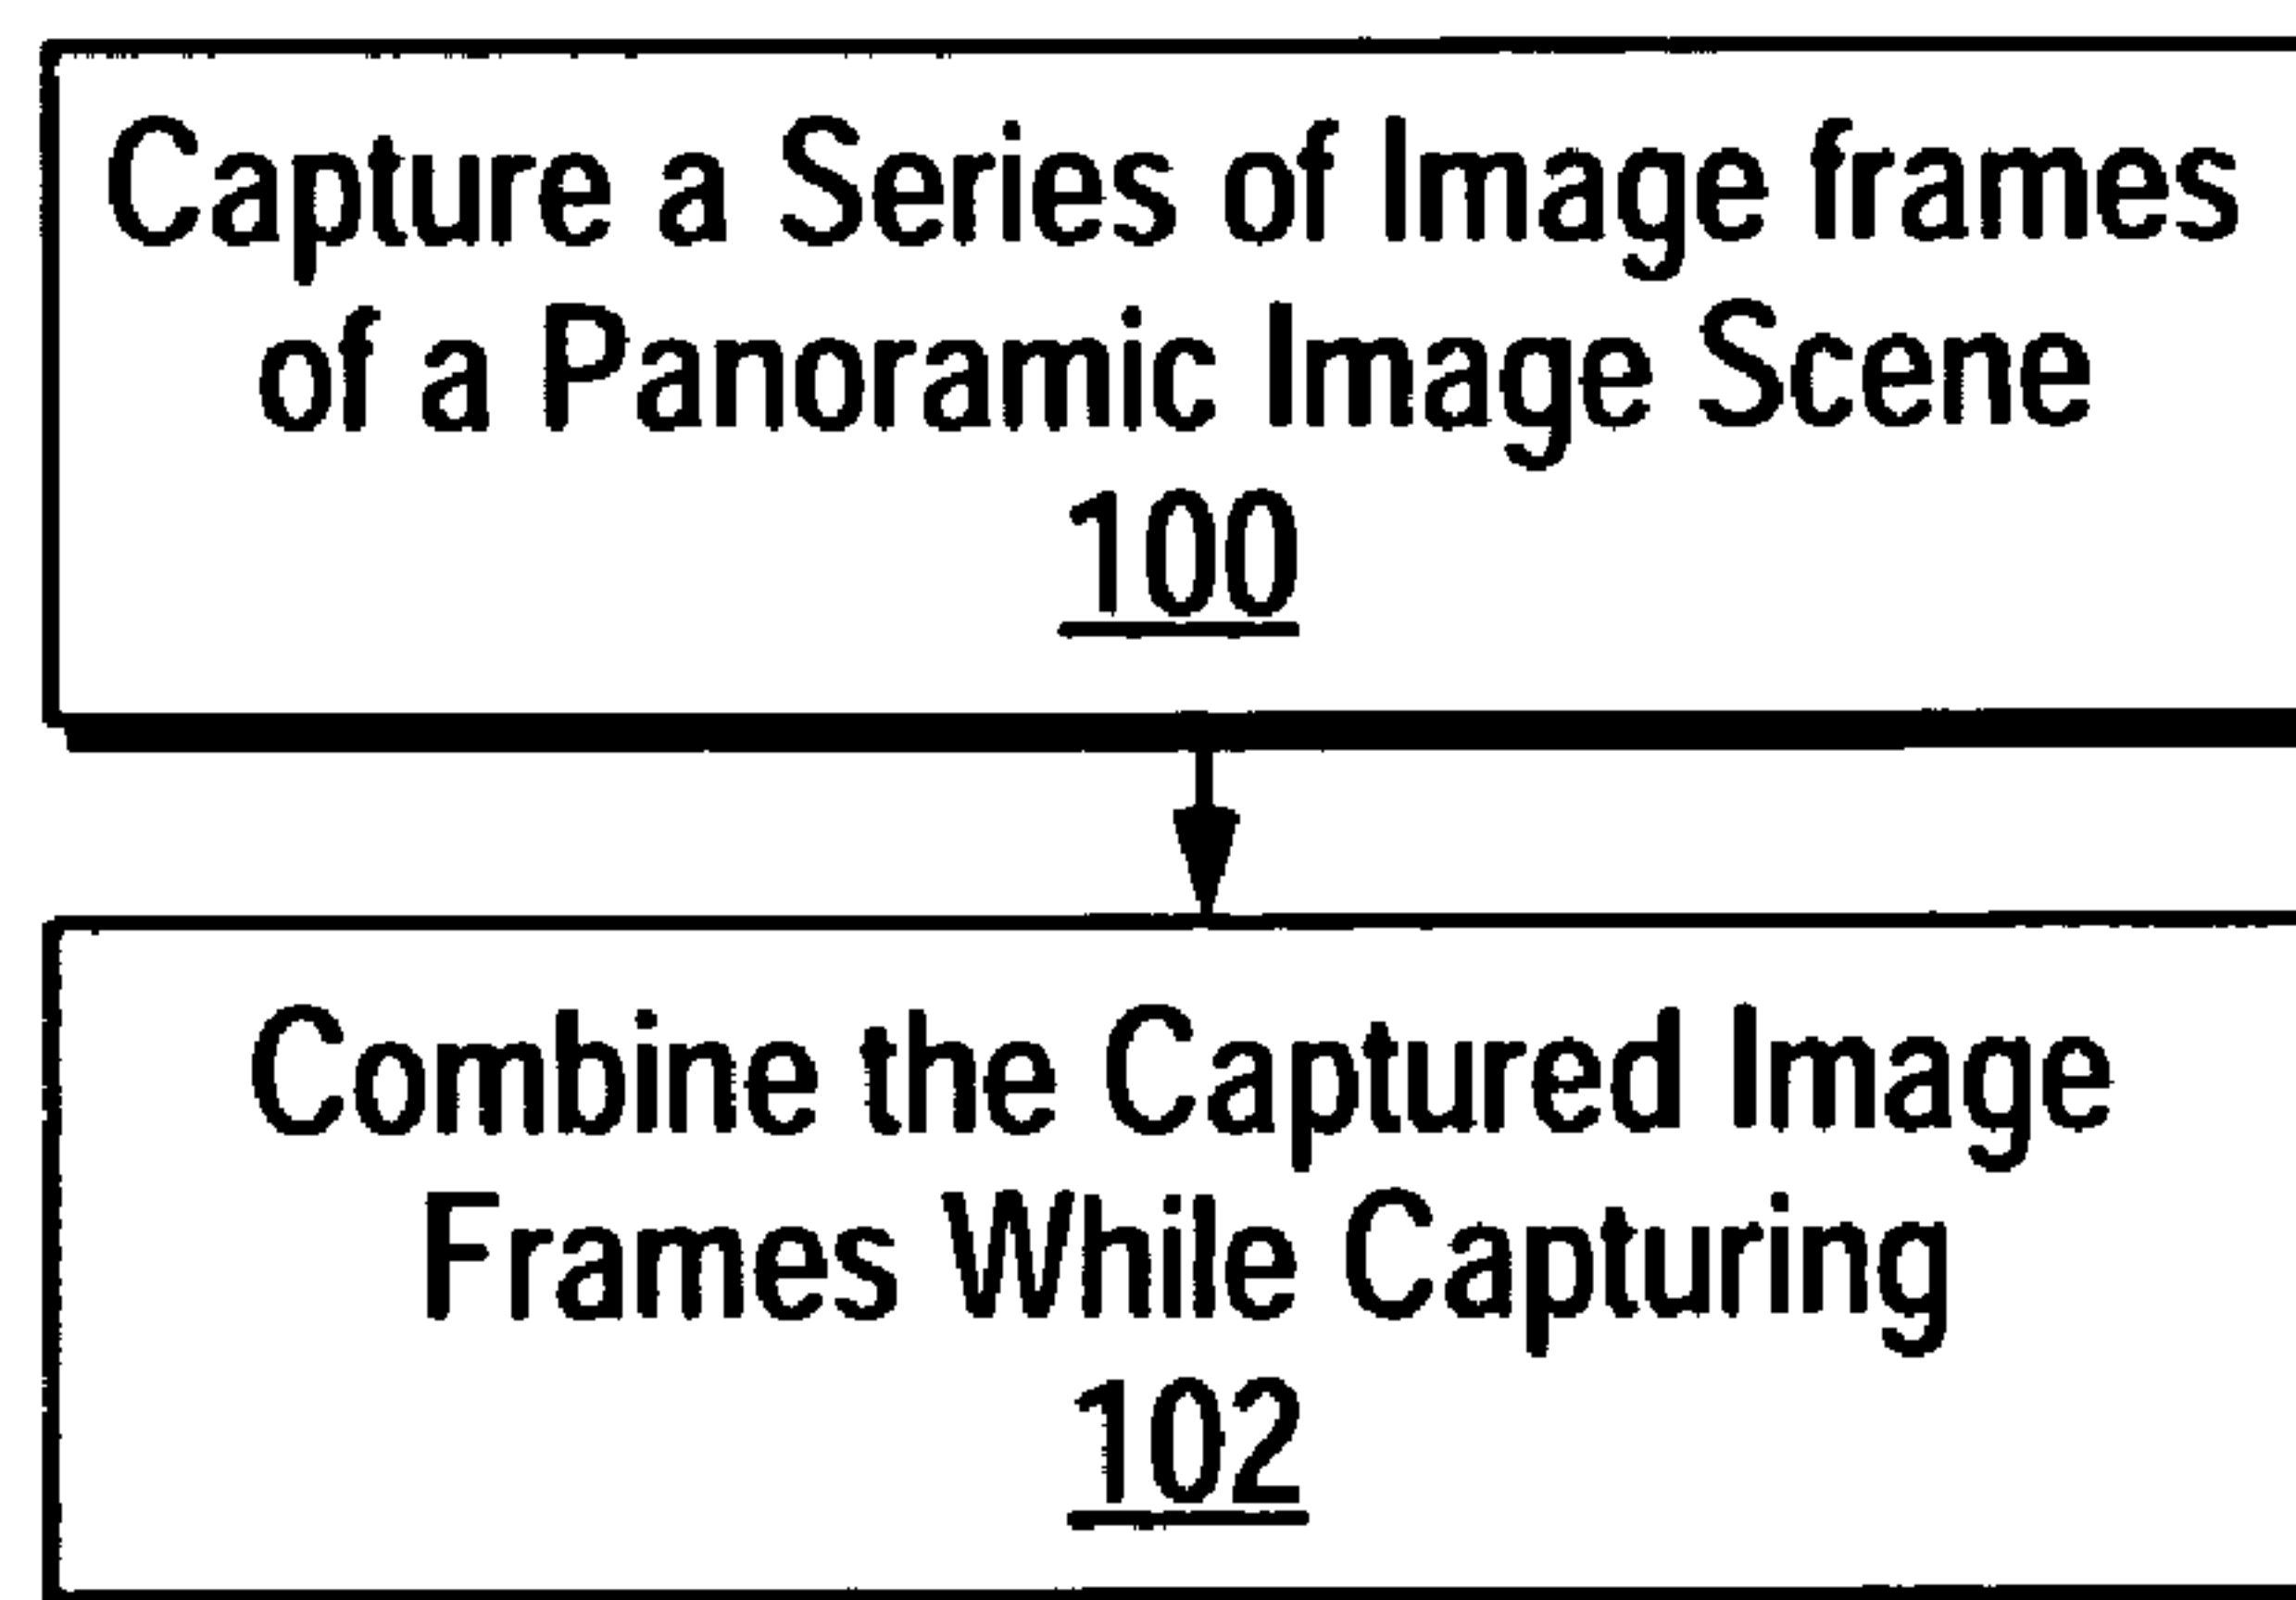 Capture a Series of Image frames
of a Panoramic Image Scene
100
Combine the Captured Image
Frames While Capturing
102